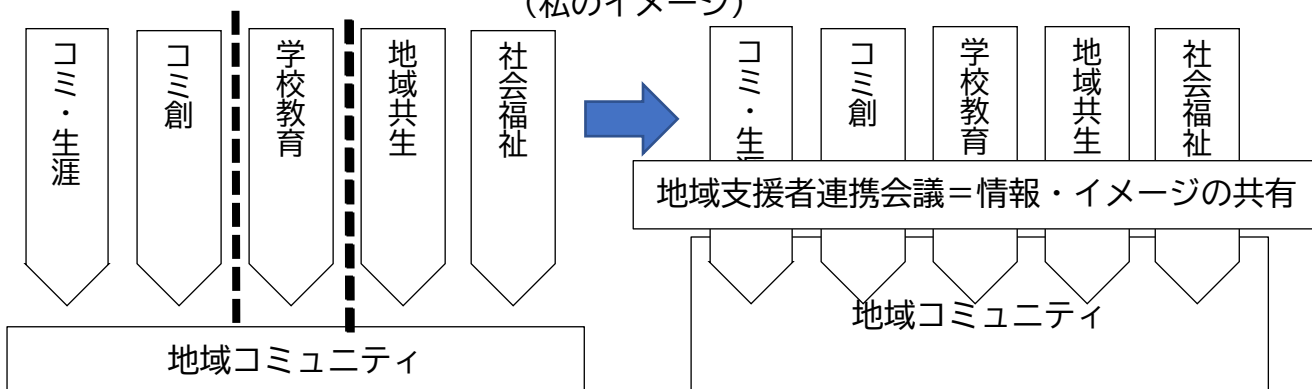 (私のイメージ)
コミ・生涯
コミ創
学校教育
地域共生
社会福祉
地域コミュニティ
コミ・生涯
コミ創
学校教育
地域共生
社会福祉
地域支援者連携会議=情報・イメージの共有
地域コミュニティ